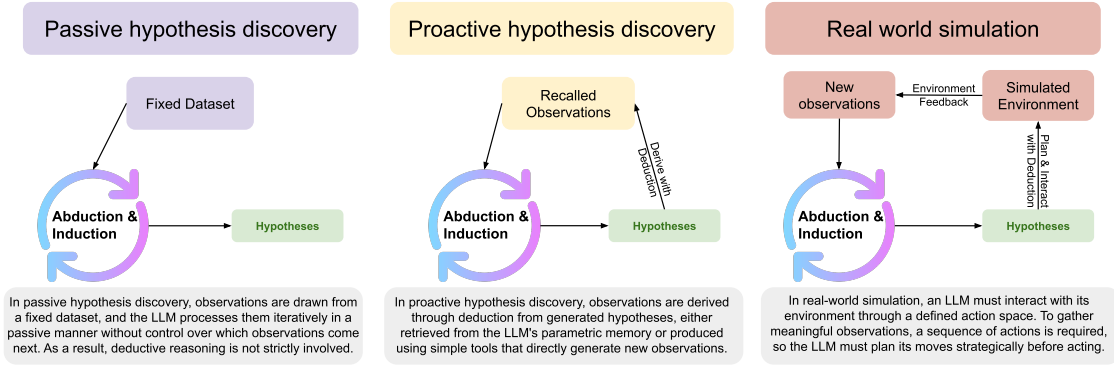 Passive hypothesis discovery
Fixed Dataset
Abduction &
Induction
Hypotheses
In passive hypothesis discovery, observations are drawn from
a fixed dataset, and the LLM processes them iteratively in a
passive manner without control over which observations come
next. As a result, deductive reasoning is not strictly involved.
Proactive hypothesis discovery
Recalled
Observations
Derive with
Deduction
Abduction &
Induction
Hypotheses
In proactive hypothesis discovery, observations are derived
through deduction from generated hypotheses, either
retrieved from the LLM's parametric memory or produced
using simple tools that directly generate new observations.
Real world simulation
New
observations
Environment
Feedback
Simulated
Environment
Plan & Interact
with Deduction
Abduction &
Induction
Hypotheses
In real-world simulation, an LLM must interact with its
environment through a defined action space. To gather
meaningful observations, a sequence of actions is required,
so the LLM must plan its moves strategically before acting.